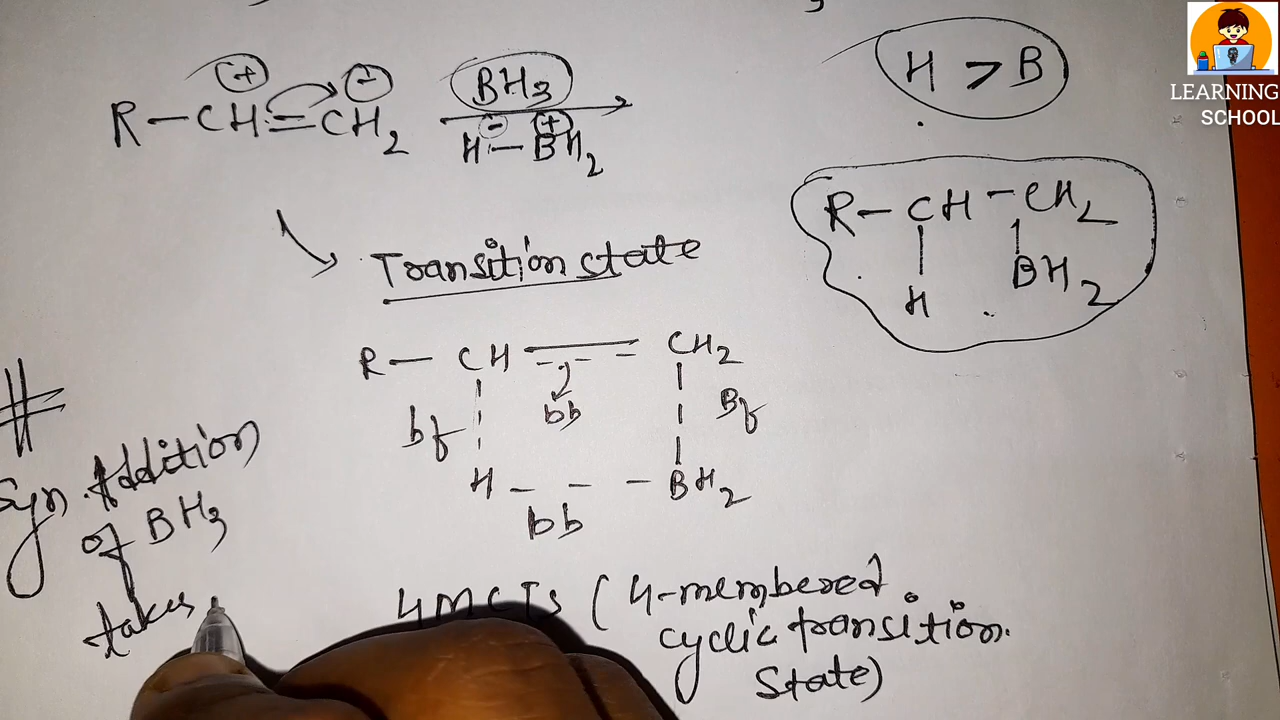 H > B
LEARNING
SCHOOL
⊕ ⊖
R-CH=CH2
BH3
⊖ ⊕
H-BH2
R-CH-CH2
H BH2
Transition state
R-CH=CH2
bf bb Bf
H - - - BH2
bb
#
Syn Addition
of BH3
takes
4MCTs (4-membered
cyclic transition
state)